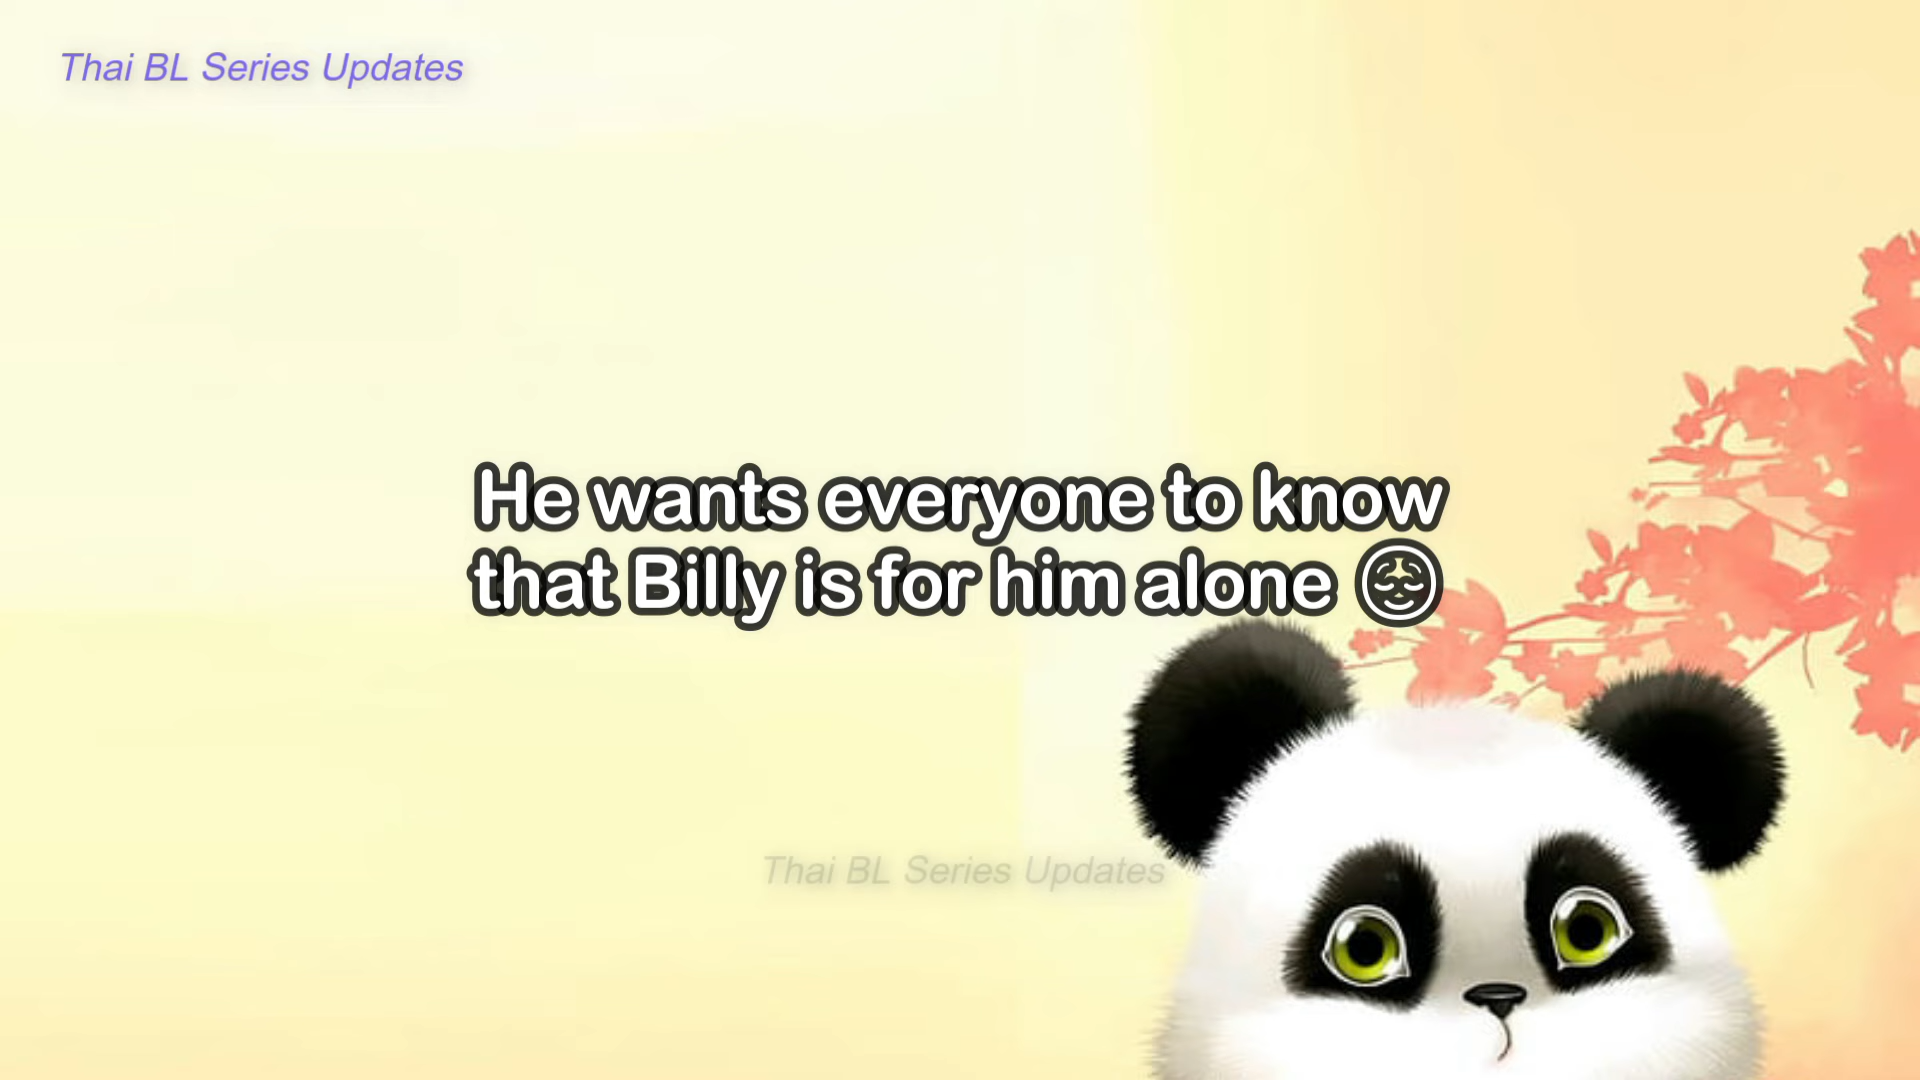 Thai BL Series Updates
He wants everyone to know
that Billy is for him alone 😌
Thai BL Series Updates